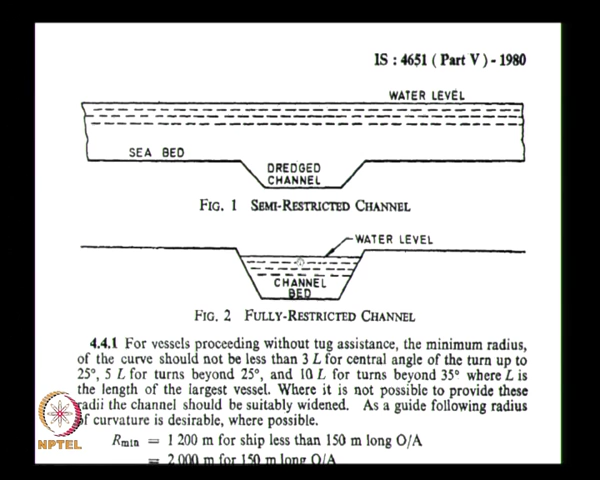 IS : 4651 ( Part V ) - 1980
WATER LEVEL
SEA BED
DREDGED
CHANNEL
FIG. 1 SEMI-RESTRICTED CHANNEL
WATER LEVEL
CHANNEL
BED
FIG. 2 FULLY-RESTRICTED CHANNEL
4.4.1 For vessels proceeding without tug assistance, the minimum radius,
of the curve should not be less than 3 L for central angle of the turn up to
25°, 5 L for turns beyond 25°, and 10 L for turns beyond 35° where L is
the length of the largest vessel. Where it is not possible to provide these
radii the channel should be suitably widened. As a guide following radius
of curvature is desirable, where possible.
Rmin = 1 200 m for ship less than 150 m long O/A
= 2 000 m for 150 m long O/A
NPTEL